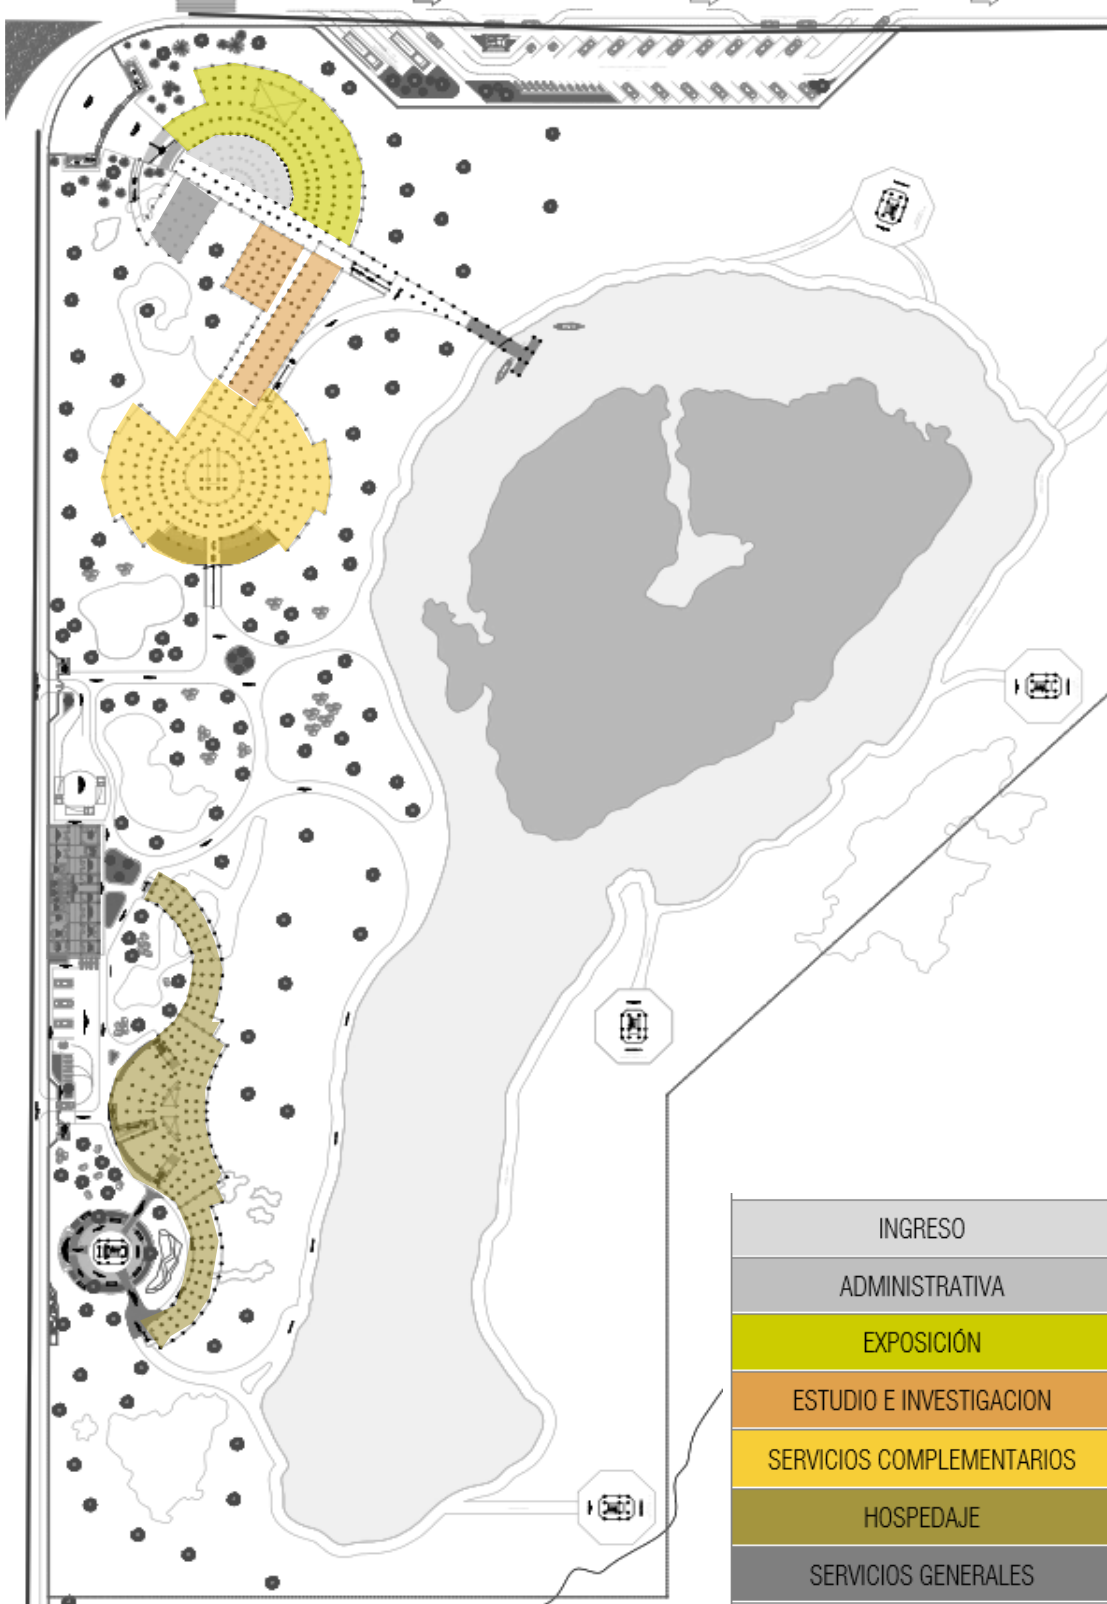 INGRESO
ADMINISTRATIVA
EXPOSICIÓN
ESTUDIO E INVESTIGACION
SERVICIOS COMPLEMENTARIOS
HOSPEDAJE
SERVICIOS GENERALES